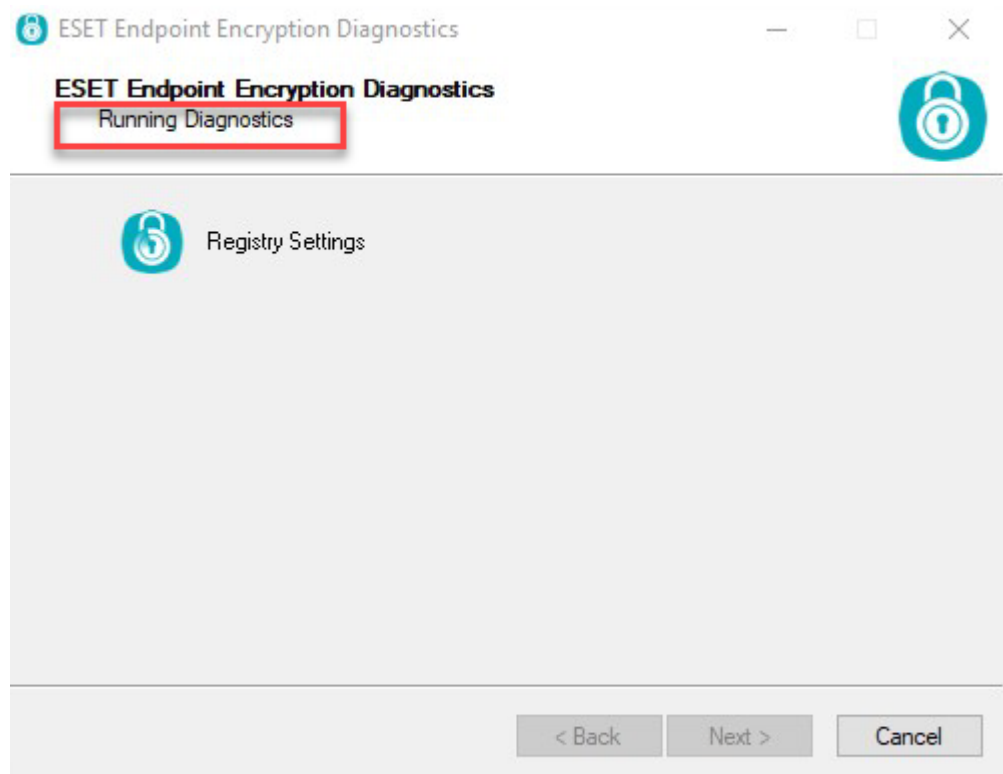 ESET Endpoint Encryption Diagnostics
ESET Endpoint Encryption Diagnostics
Running Diagnostics
Registry Settings
< Back Next > Cancel